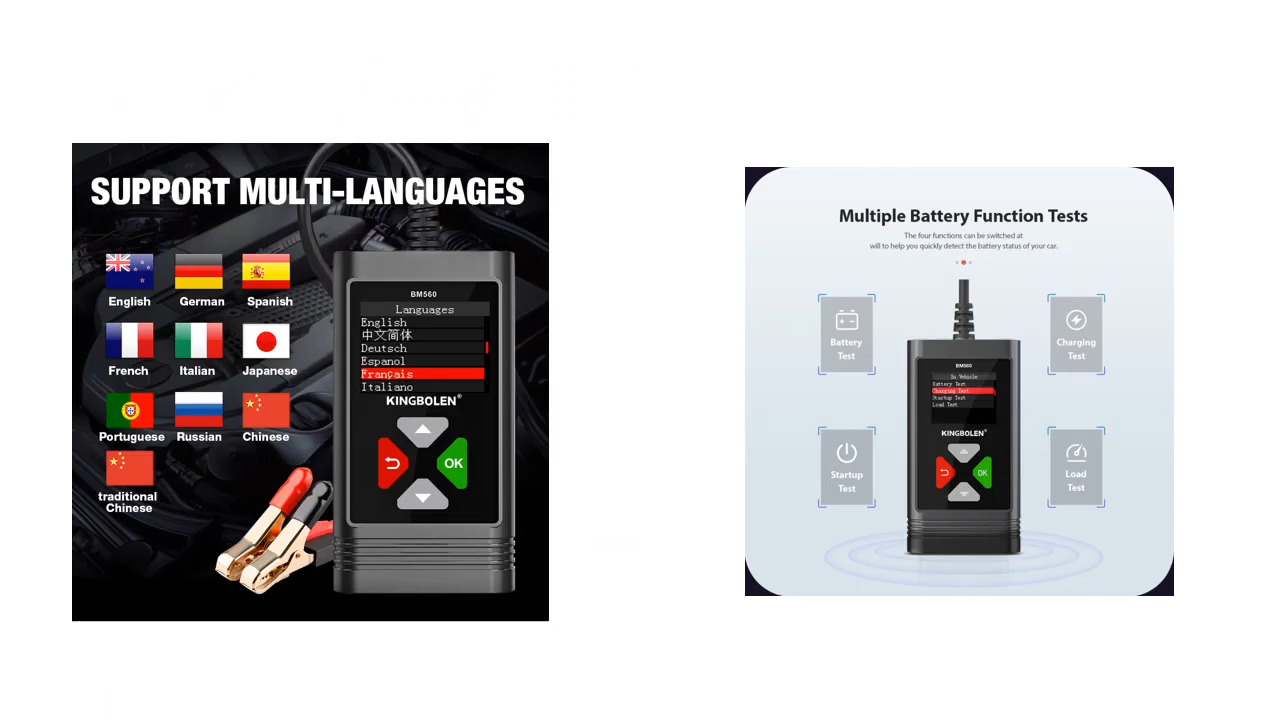 SUPPORT MULTI-LANGUAGES
English
German
Spanish
French
Italian
Japanese
Portuguese
Russian
Chinese
traditional
Chinese
BM560
Languages
English
中文简体
Deutsch
Espanol
Français
Italiano
KINGBOLEN®
OK
Multiple Battery Function Tests
The four functions can be switched at
will to help you quickly detect the battery status of your car.
Battery
Test
Charging
Test
Startup
Test
Load
Test
BM560
In Vehicle
Battery Test
Charging Test
Startup Test
Load Test
KINGBOLEN®
OK